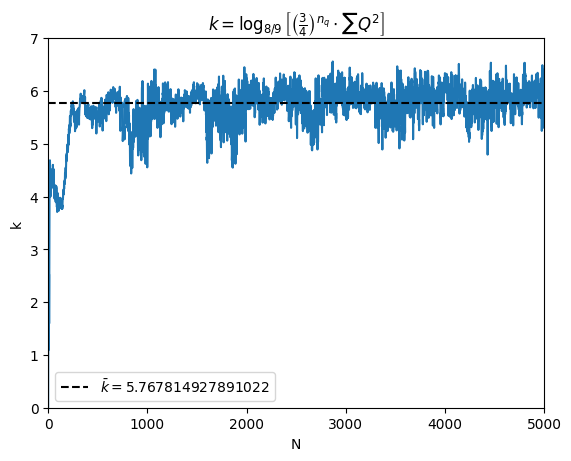 k = log_{8/9} [(3/4)^{n_q} · ∑ Q^2]
7
6
5
4
3
2
1
0
k
k̃ = 5.767814927891022
0 1000 2000 3000 4000 5000
N